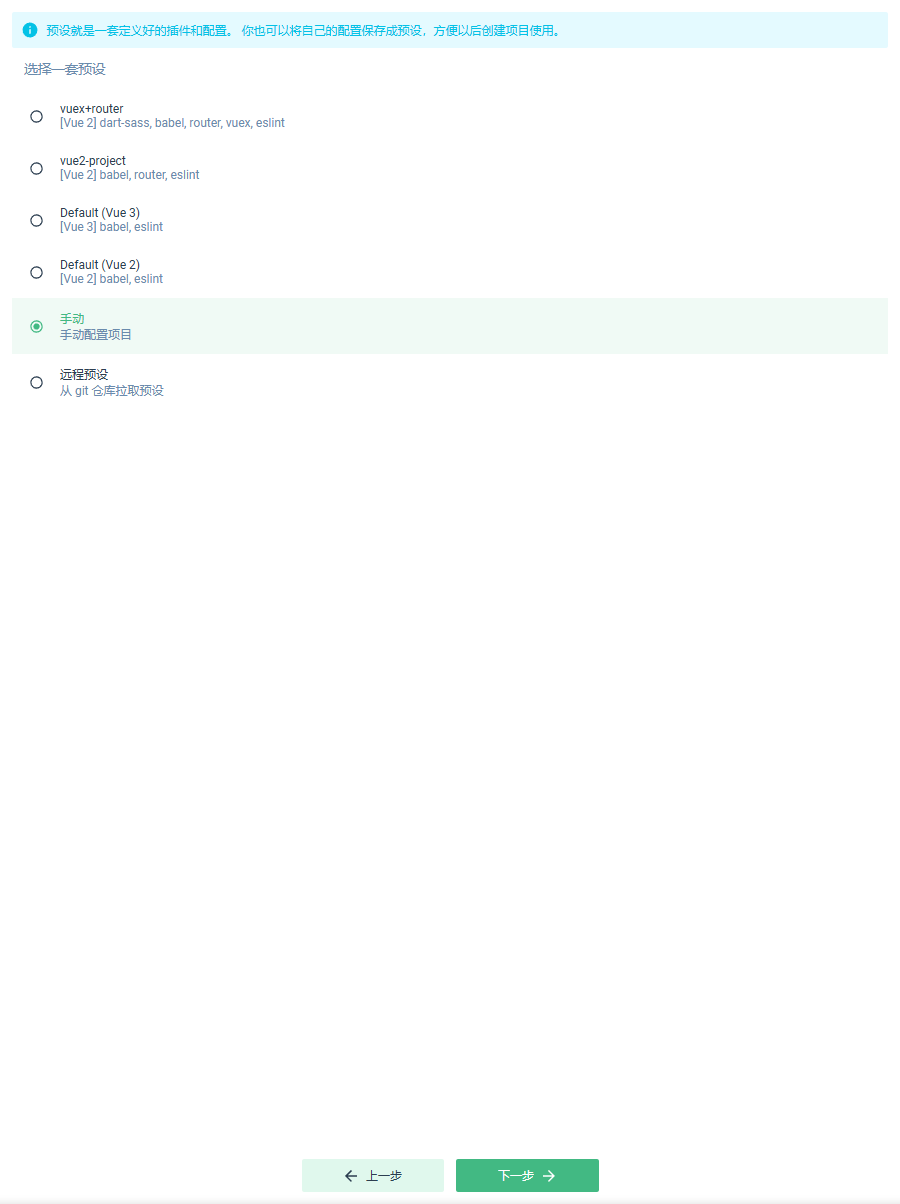 预设就是一套定义好的插件和配置。 你也可以将自己的配置保存成预设，方便以后创建项目使用。
选择一套预设
vuex+router
[Vue 2] dart-sass, babel, router, vuex, eslint
vue2-project
[Vue 2] babel, router, eslint
Default (Vue 3)
[Vue 3] babel, eslint
Default (Vue 2)
[Vue 2] babel, eslint
手动
手动配置项目
远程预设
从 git 仓库拉取预设
上一步 下一步